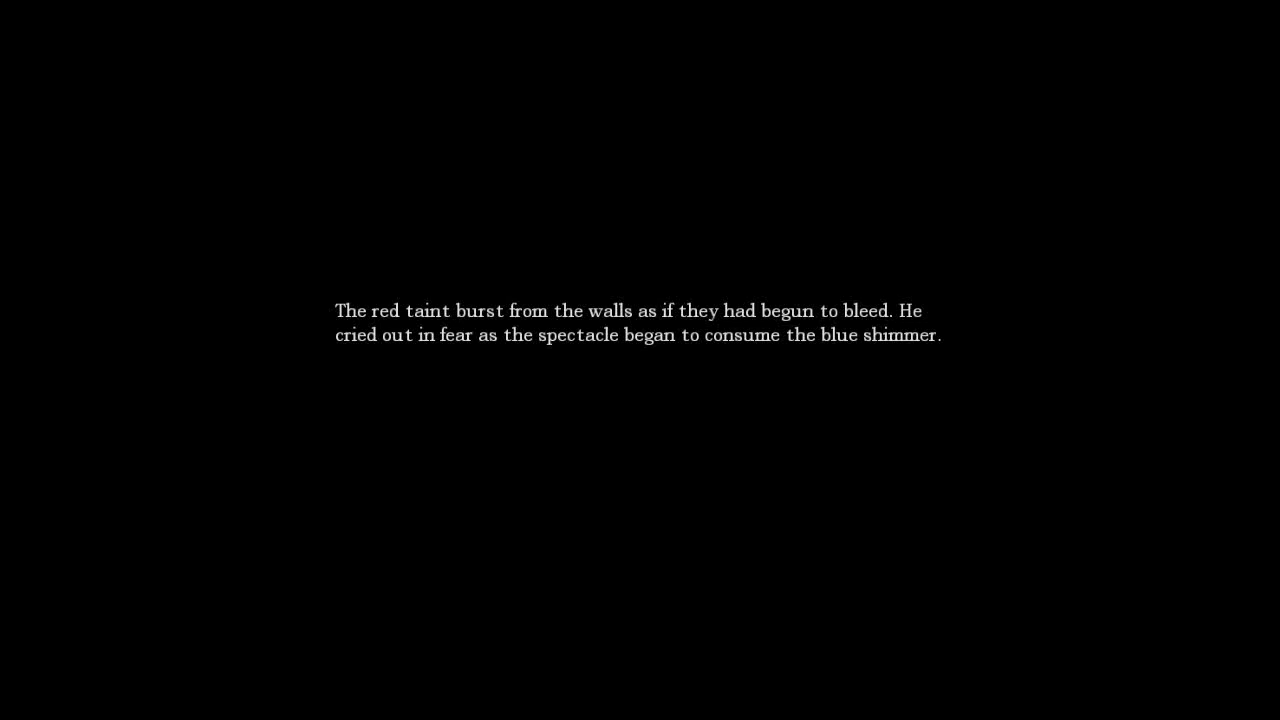 The red taint burst from the walls as if they had begun to bleed. He
cried out in fear as the spectacle began to consume the blue shimmer.